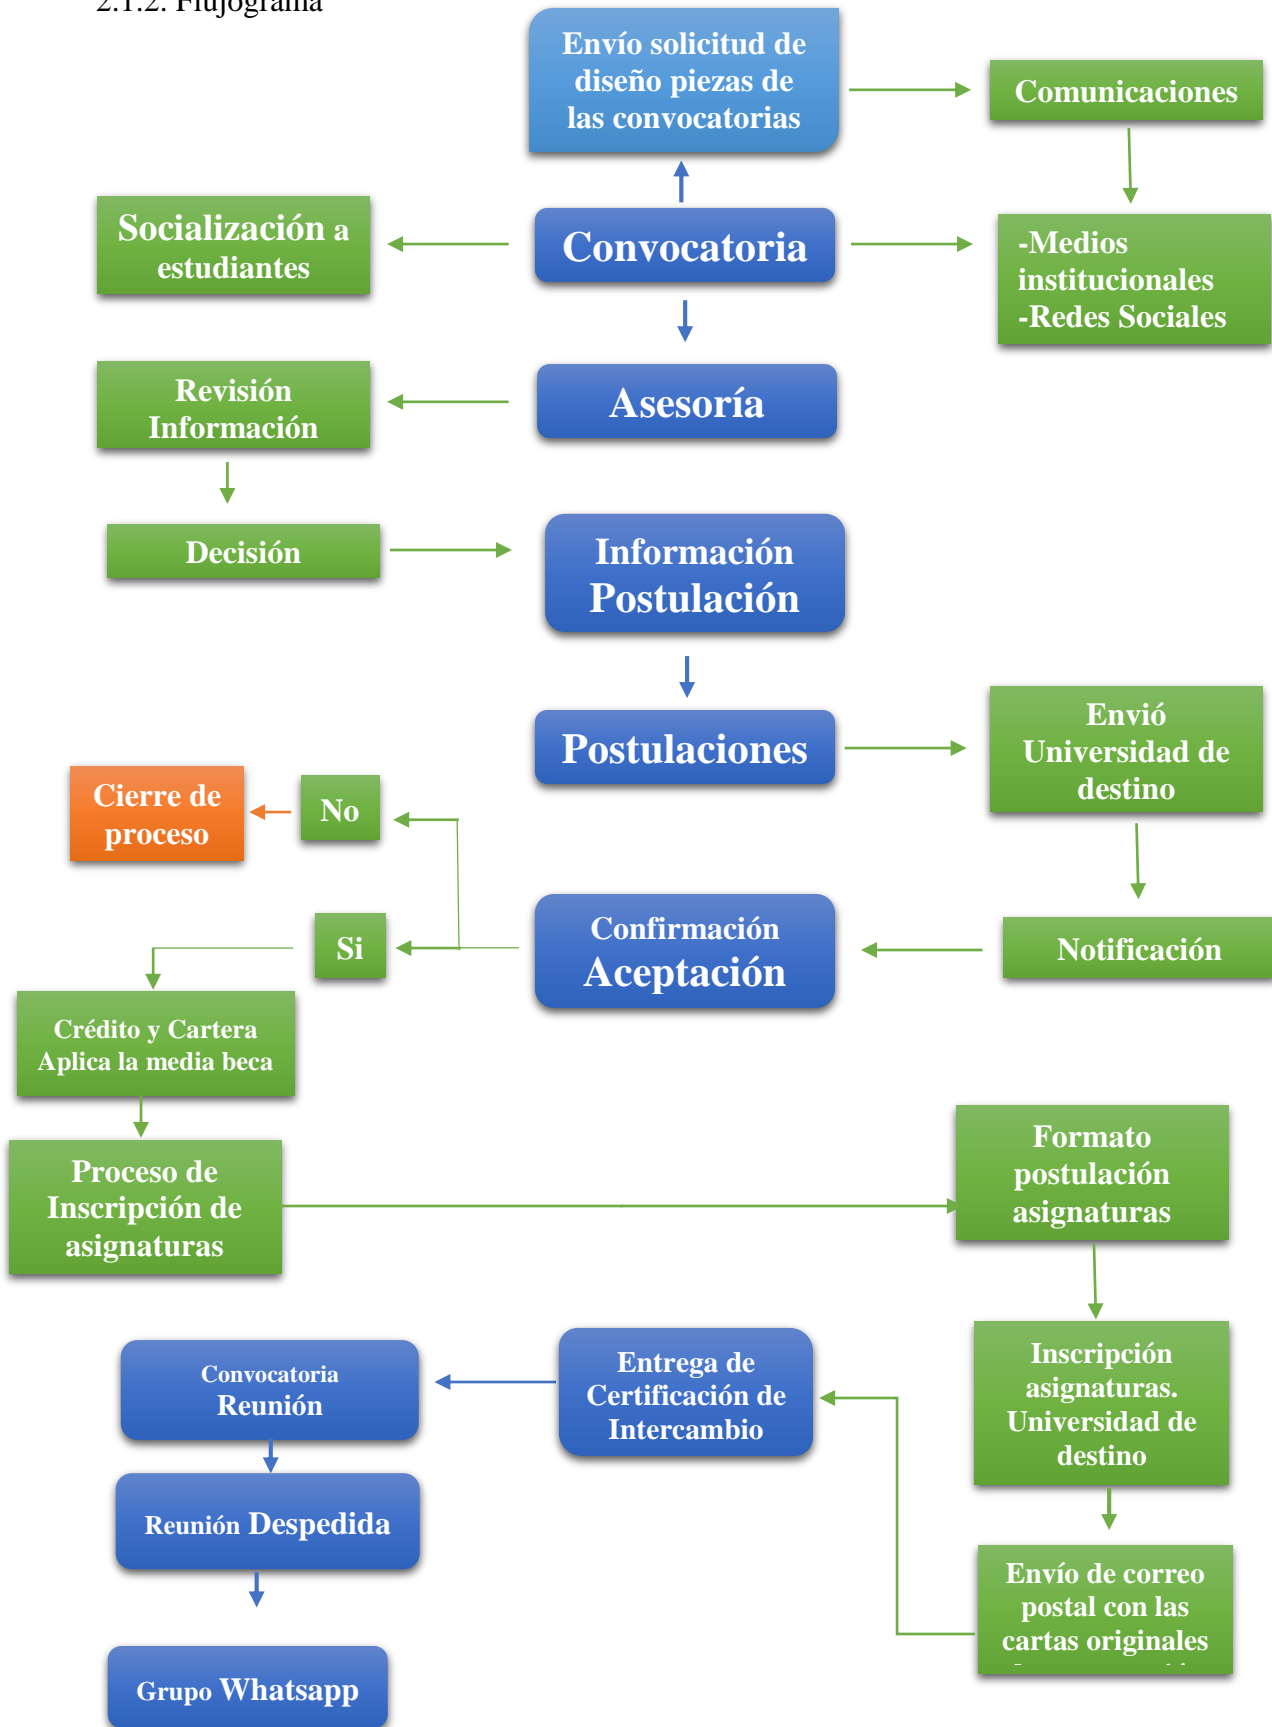 2.1.2. Flujograma
Envío solicitud de
diseño piezas de
las convocatorias
Comunicaciones
Socialización a
estudiantes
Convocatoria
-Medios
institucionales
-Redes Sociales
Revisión
Información
Asesoría
Decisión
Información
Postulación
Postulaciones
Envió
Universidad de
destino
Cierre de
proceso
No
Si
Confirmación
Aceptación
Notificación
Crédito y Cartera
Aplica la media beca
Proceso de
Inscripción de
asignaturas
Formato
postulación
asignaturas
Inscripción
asignaturas.
Universidad de
destino
Entrega de
Certificación de
Intercambio
Convocatoria
Reunión
Reunión Despedida
Envío de correo
postal con las
cartas originales
Grupo Whatsapp